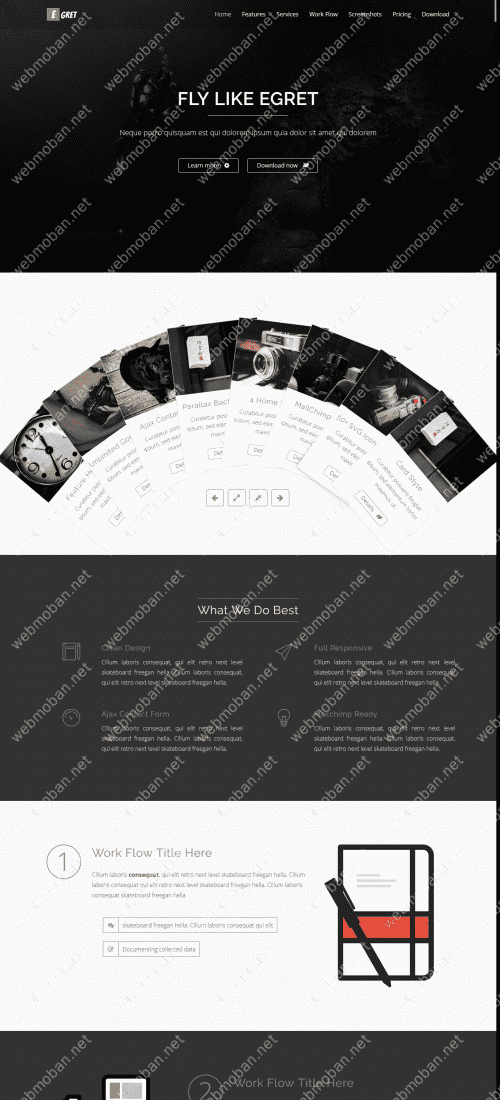 E GRET
Home Features Services Work Flow Screenshots Pricing Download
FLY LIKE EGRET
Neque porro quisquam est qui dolorem ipsum quia dolor sit amet qui dolorem
Learn more
Download now
Unlimited
Ajax Contact
Parallax Back
4 Home
MailChimp
50+ SVG Icon
Card Style
Details
What We Do Best
Clean Design
Cillum laboris consequat, qui elit retro next level
skateboard freegan hella. Cillum laboris consequat,
qui elit retro next level skateboard freegan hella.
Full Responsive
Cillum laboris consequat, qui elit retro next level
skateboard freegan hella. Cillum laboris consequat,
qui elit retro next level skateboard freegan hella.
Ajax Contact Form
Cillum laboris consequat, qui elit retro next level
skateboard freegan hella. Cillum laboris consequat,
qui elit retro next level skateboard freegan hella.
Mailchimp Ready
Cillum laboris consequat, qui elit retro next level
skateboard freegan hella. Cillum laboris consequat,
qui elit retro next level skateboard freegan hella.
1
Work Flow Title Here
Cillum laboris consequat, qui elit retro next level skateboard freegan hella. Cillum
laboris consequat qui elit retro next level skateboard freegan hella. Cillum laboris
consequat skateboard freegan hella
skateboard freegan hella. Cillum laboris consequat qui elit
Documenting collected data
2
Work Flow Title Here
webmoban.net